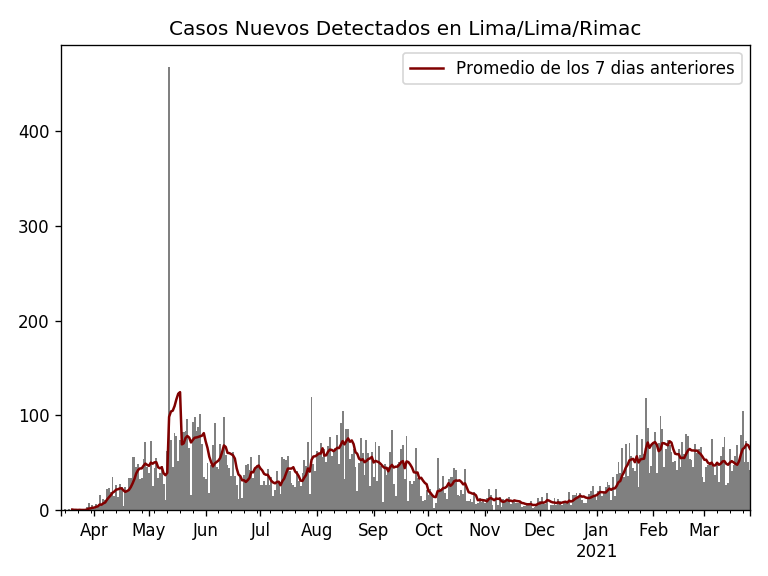 Casos Nuevos Detectados en Lima/Lima/Rimac
Promedio de los 7 dias anteriores
400
300
200
100
0
Apr May Jun Jul Aug Sep Oct Nov Dec Jan Feb Mar
2021